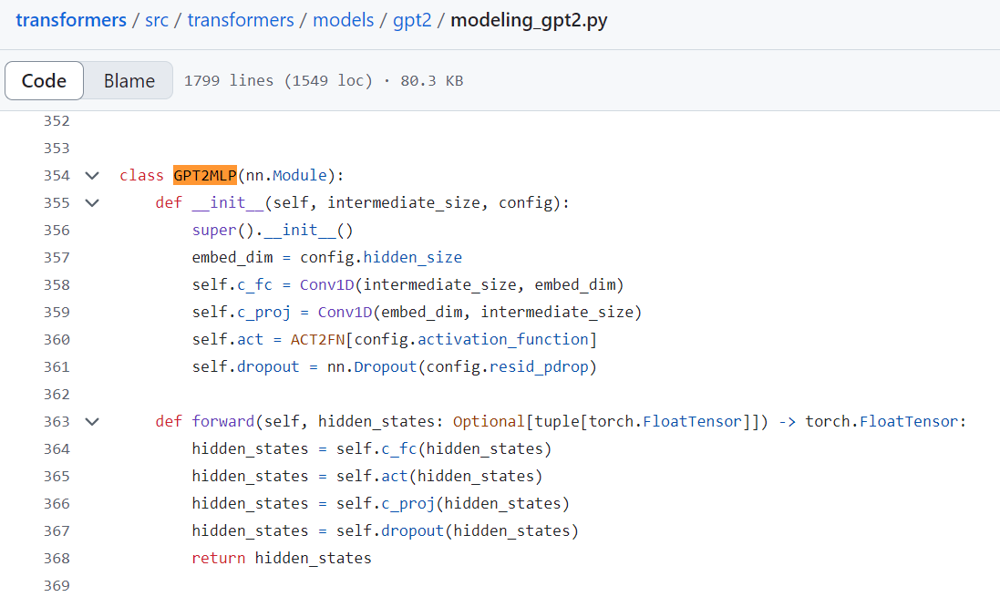 transformers / src / transformers / models / gpt2 / modeling_gpt2.py
Code Blame 1799 lines (1549 loc) · 80.3 KB
352
353
354 class GPT2MLP(nn.Module):
355     def __init__(self, intermediate_size, config):
356         super().__init__()
357         embed_dim = config.hidden_size
358         self.c_fc = Conv1D(intermediate_size, embed_dim)
359         self.c_proj = Conv1D(embed_dim, intermediate_size)
360         self.act = ACT2FN[config.activation_function]
361         self.dropout = nn.Dropout(config.resid_pdrop)
362
363     def forward(self, hidden_states: Optional[tuple[torch.FloatTensor]]) -> torch.FloatTensor:
364         hidden_states = self.c_fc(hidden_states)
365         hidden_states = self.act(hidden_states)
366         hidden_states = self.c_proj(hidden_states)
367         hidden_states = self.dropout(hidden_states)
368         return hidden_states
369